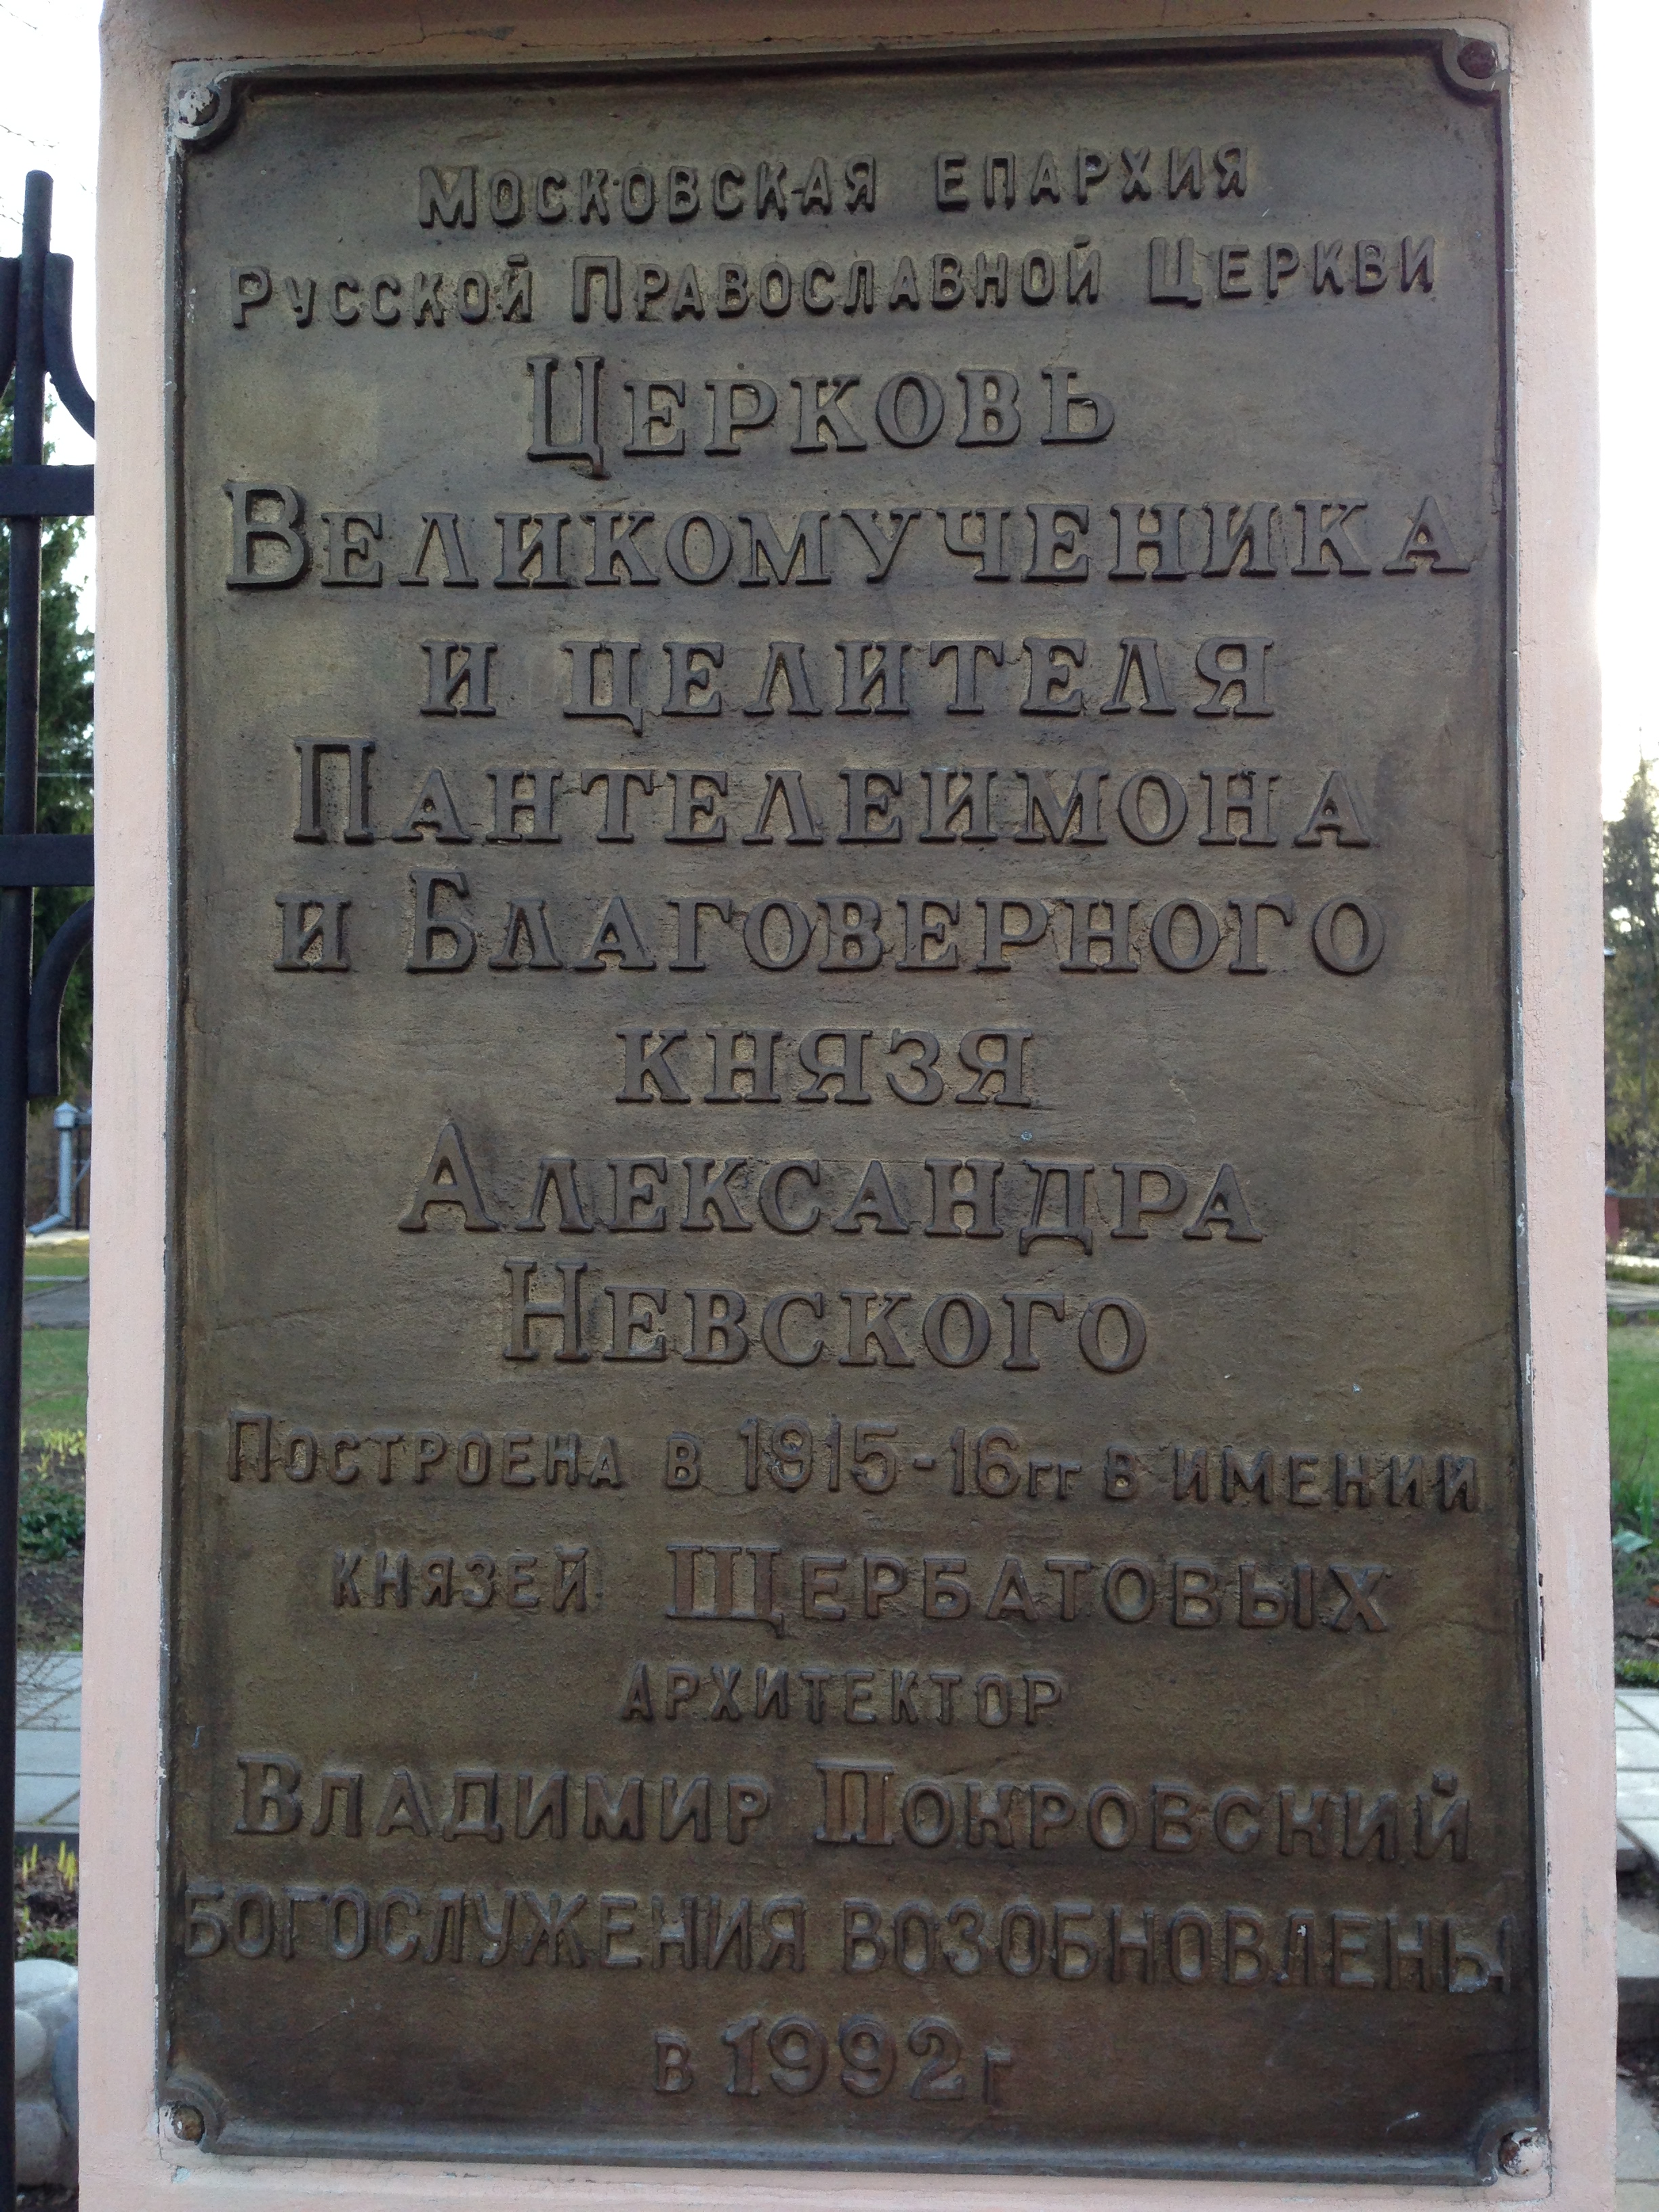 Московская епархия
Русской Православной Церкви
Церковь
Великомученика
и целителя
Пантелеимона
и Благоверного
князя
Александра
Невского
Построена в 1915-16гг в имении
князей Щербатовых
архитектор
Владимир Покровский
богослужения возобновлены
в 1992г